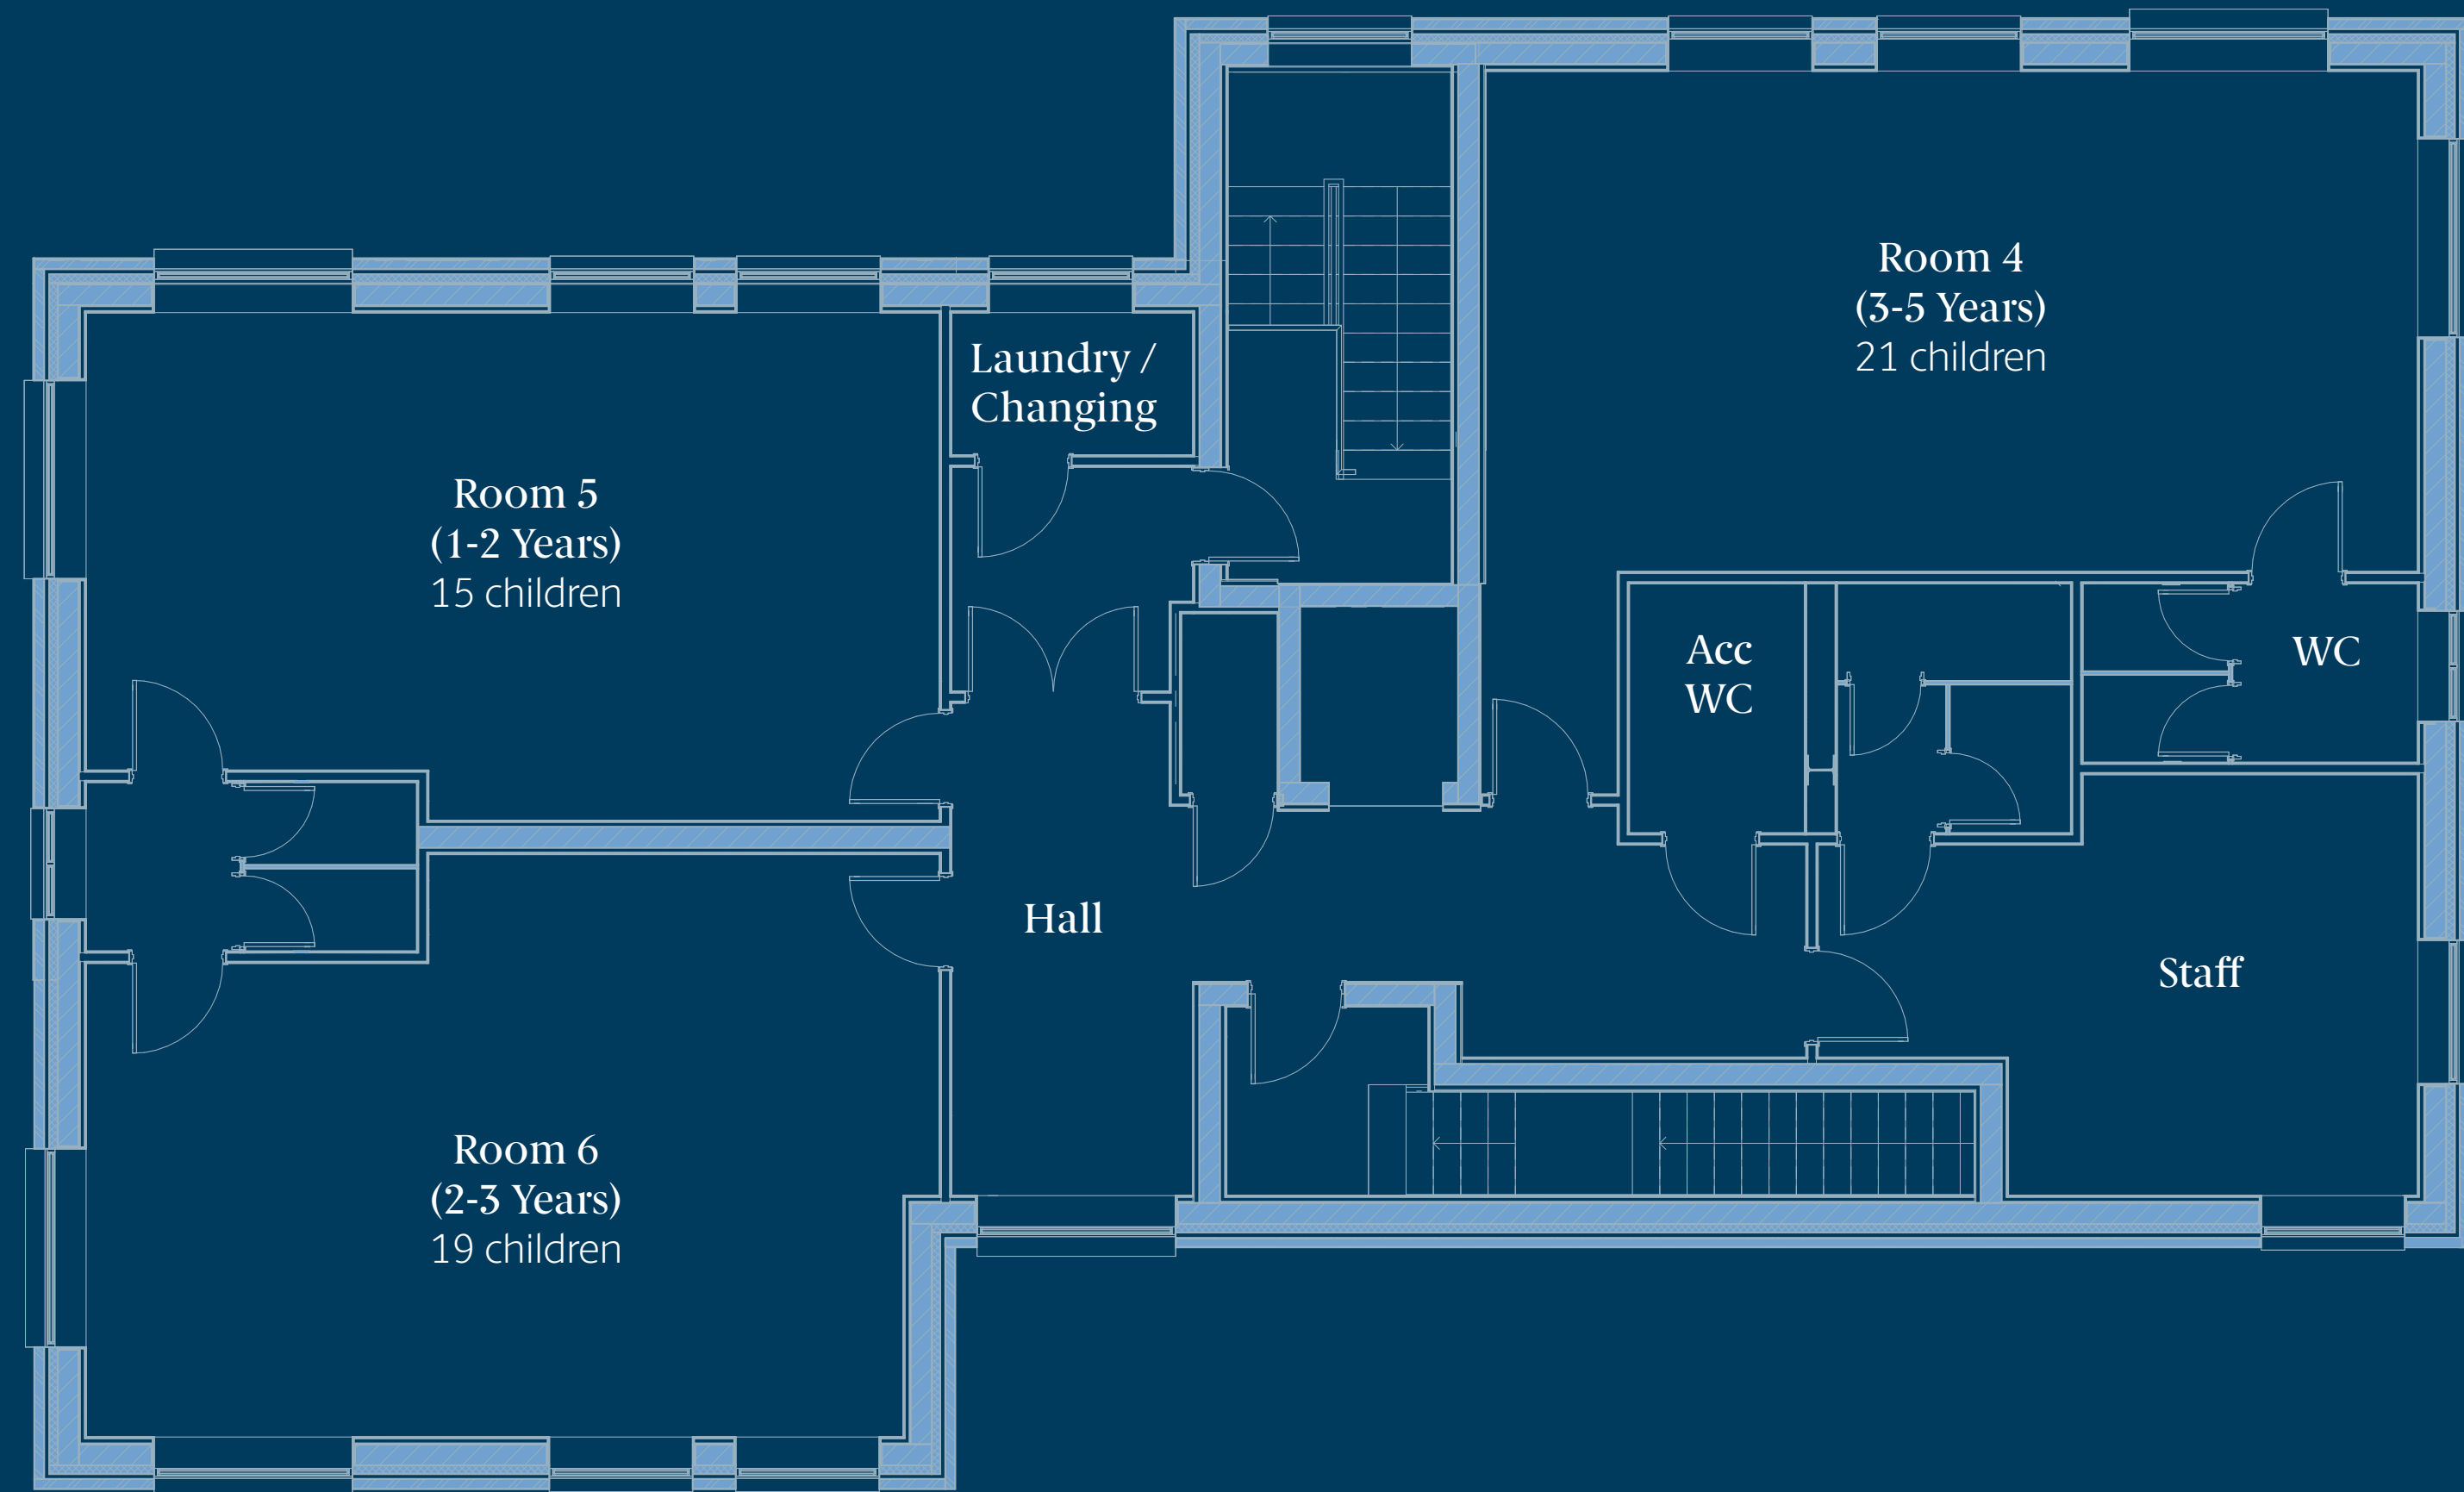 Room 4
(3-5 Years)
21 children
Laundry /
Changing
Room 5
(1-2 Years)
15 children
Acc
WC
WC
Hall
Staff
Room 6
(2-3 Years)
19 children